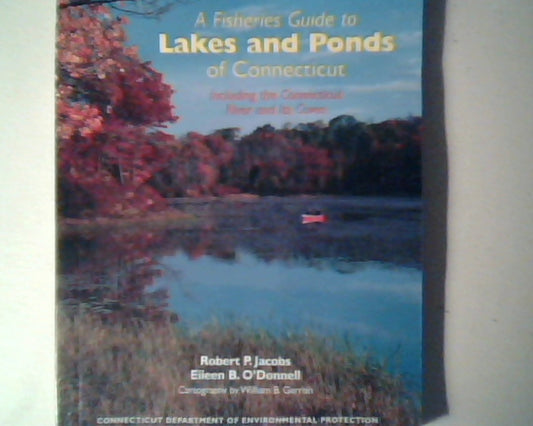 A Fisheries Guide to
Lakes and Ponds
of Connecticut
Including the Connecticut
River and Its Coves
Robert P. Jacobs
Eileen B. O'Donnell
Cartography by William B. Gerrish
CONNECTICUT DEPARTMENT OF ENVIRONMENTAL PROTECTION